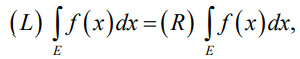 (L) ∫_E f(x)dx = (R) ∫_E f(x)dx,